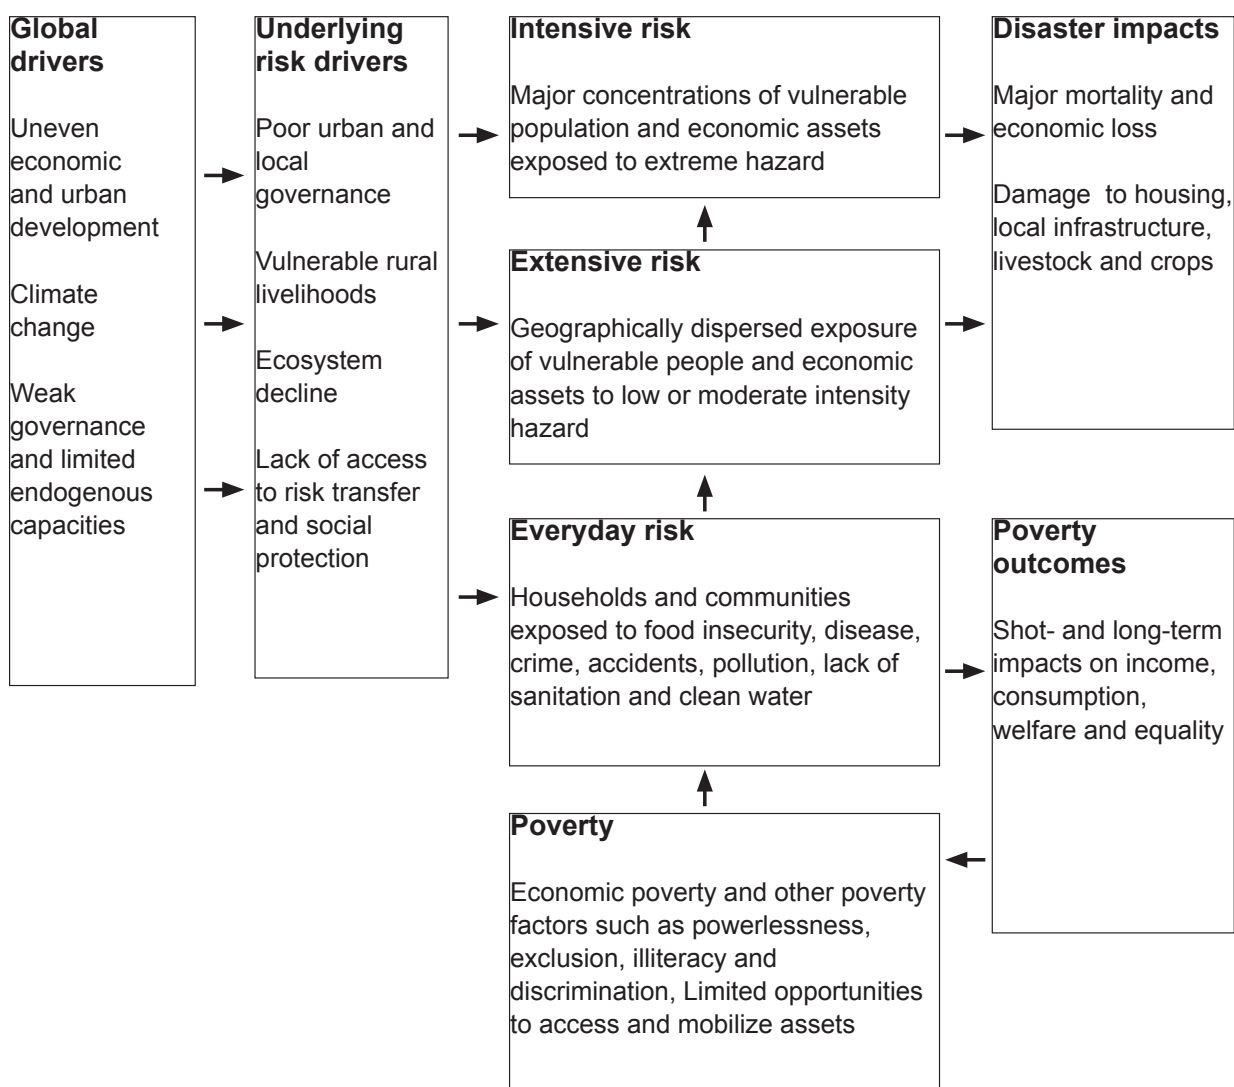 Global
drivers
Uneven
economic
and urban
development
Climate
change
Weak
governance
and limited
endogenous
capacities
Underlying
risk drivers
Poor urban and
local
governance
Vulnerable rural
livelihoods
Ecosystem
decline
Lack of access
to risk transfer
and social
protection
Intensive risk
Major concentrations of vulnerable
population and economic assets
exposed to extreme hazard
Extensive risk
Geographically dispersed exposure
of vulnerable people and economic
assets to low or moderate intensity
hazard
Everyday risk
Households and communities
exposed to food insecurity, disease,
crime, accidents, pollution, lack of
sanitation and clean water
Poverty
Economic poverty and other poverty
factors such as powerlessness,
exclusion, illiteracy and
discrimination, Limited opportunities
to access and mobilize assets
Disaster impacts
Major mortality and
economic loss
Damage to housing,
local infrastructure,
livestock and crops
Poverty
outcomes
Shot- and long-term
impacts on income,
consumption,
welfare and equality